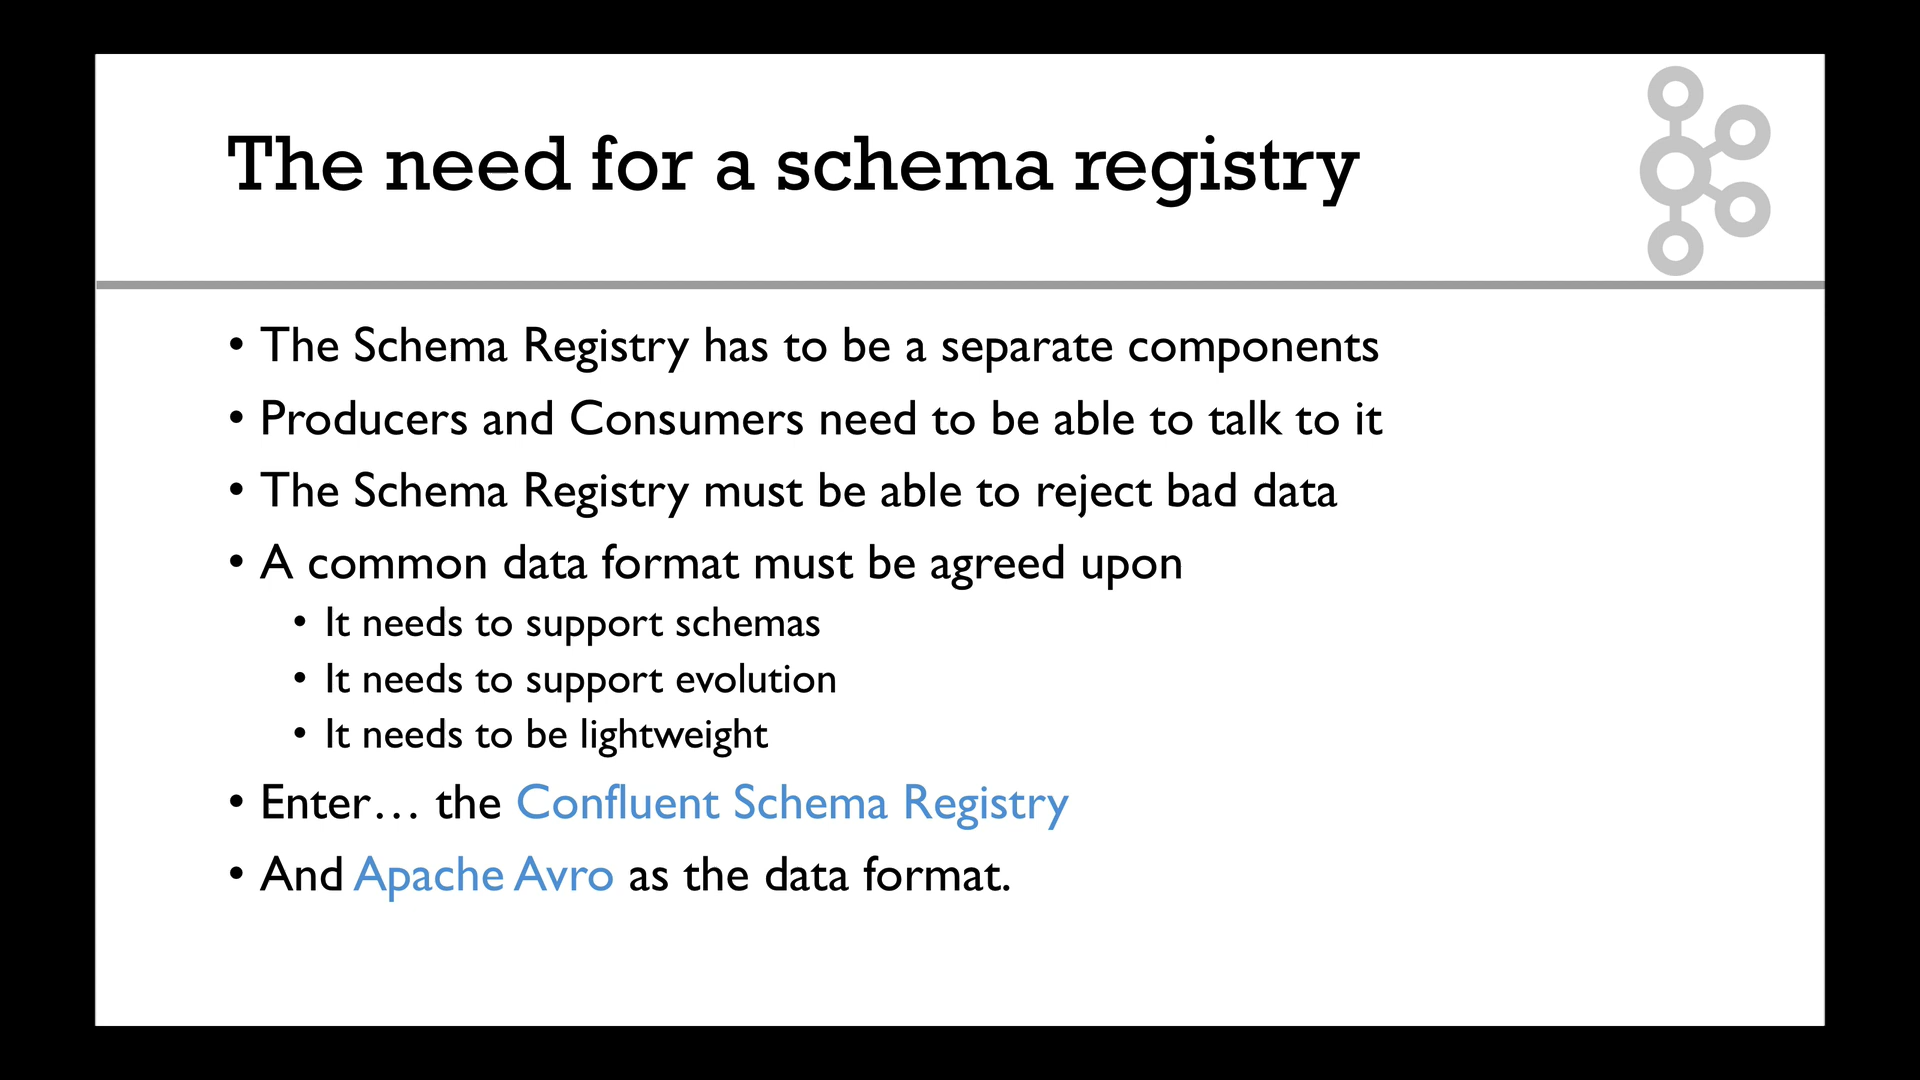 The need for a schema registry
• The Schema Registry has to be a separate components
• Producers and Consumers need to be able to talk to it
• The Schema Registry must be able to reject bad data
• A common data format must be agreed upon
• It needs to support schemas
• It needs to support evolution
• It needs to be lightweight
• Enter… the Confluent Schema Registry
• And Apache Avro as the data format.